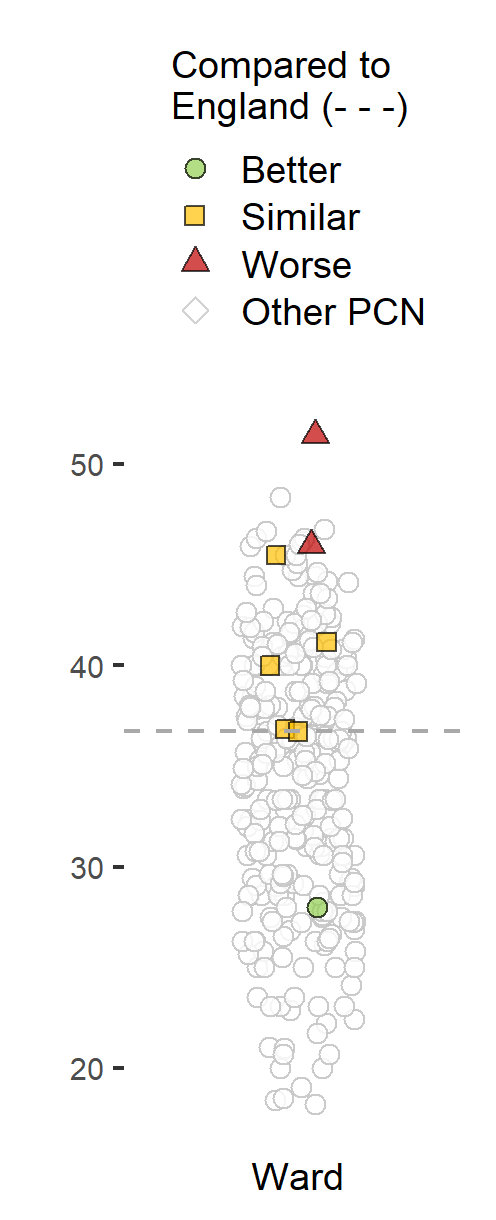 Compared to
England (- - -)
Better
Similar
Worse
Other PCN
50
40
30
20
Ward